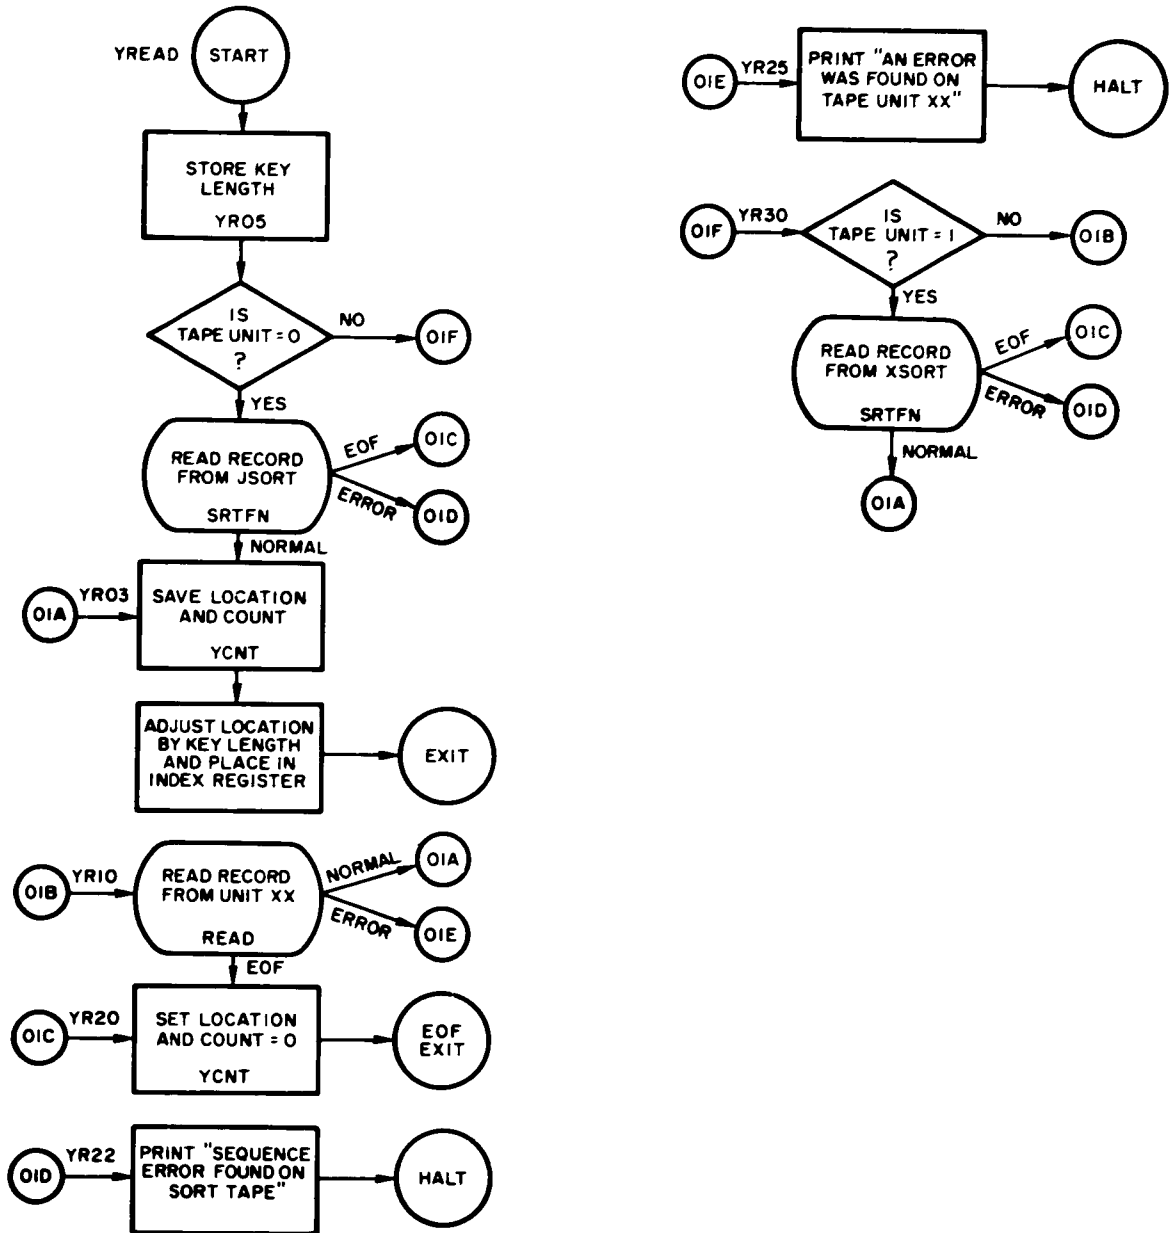 YREAD
START
STORE KEY
LENGTH
YR05
IS
TAPE UNIT = 0
?
NO
01F
YES
READ RECORD
FROM JSORT
SRTFN
EOF
01C
ERROR
01D
NORMAL
01A
YR03
SAVE LOCATION
AND COUNT
YCNT
ADJUST LOCATION
BY KEY LENGTH
AND PLACE IN
INDEX REGISTER
EXIT
01B
YR10
READ RECORD
FROM UNIT XX
READ
NORMAL
01A
ERROR
01E
EOF
01C
YR20
SET LOCATION
AND COUNT = 0
YCNT
EOF
EXIT
01D
YR22
PRINT "SEQUENCE
ERROR FOUND ON
SORT TAPE"
HALT
01E
YR25
PRINT "AN ERROR
WAS FOUND ON
TAPE UNIT XX"
HALT
01F
YR30
IS
TAPE UNIT = 1
?
NO
01B
YES
READ RECORD
FROM XSORT
SRTFN
EOF
01C
ERROR
01D
NORMAL
01A